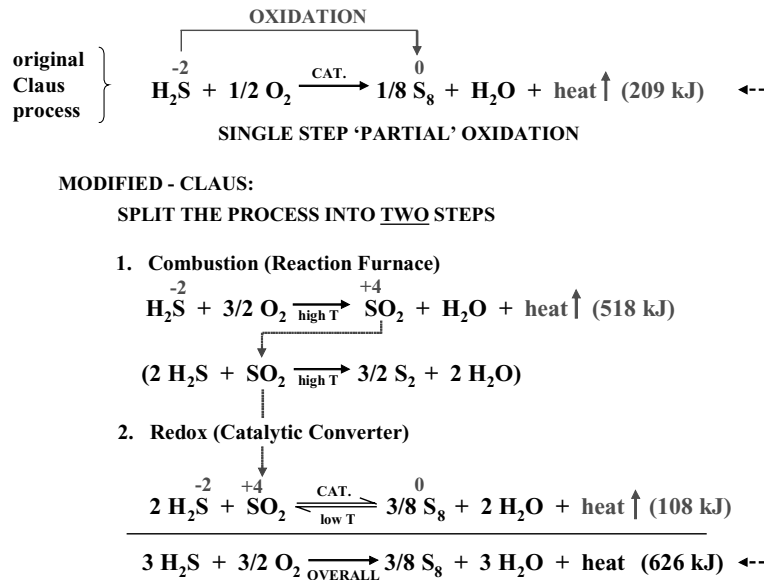 OXIDATION
original
Claus
process
-2 0
H₂S + 1/2 O₂ CAT. 1/8 S₈ + H₂O + heat ↑ (209 kJ)
SINGLE STEP ‘PARTIAL’ OXIDATION
MODIFIED - CLAUS:
SPLIT THE PROCESS INTO TWO STEPS
1. Combustion (Reaction Furnace)
-2 +4
H₂S + 3/2 O₂ → high T SO₂ + H₂O + heat ↑ (518 kJ)
(2 H₂S + SO₂ → high T 3/2 S₂ + 2 H₂O)
2. Redox (Catalytic Converter)
-2 +4 CAT. 0
2 H₂S + SO₂ ⇌ low T 3/8 S₈ + 2 H₂O + heat ↑ (108 kJ)
3 H₂S + 3/2 O₂ → OVERALL 3/8 S₈ + 3 H₂O + heat (626 kJ)